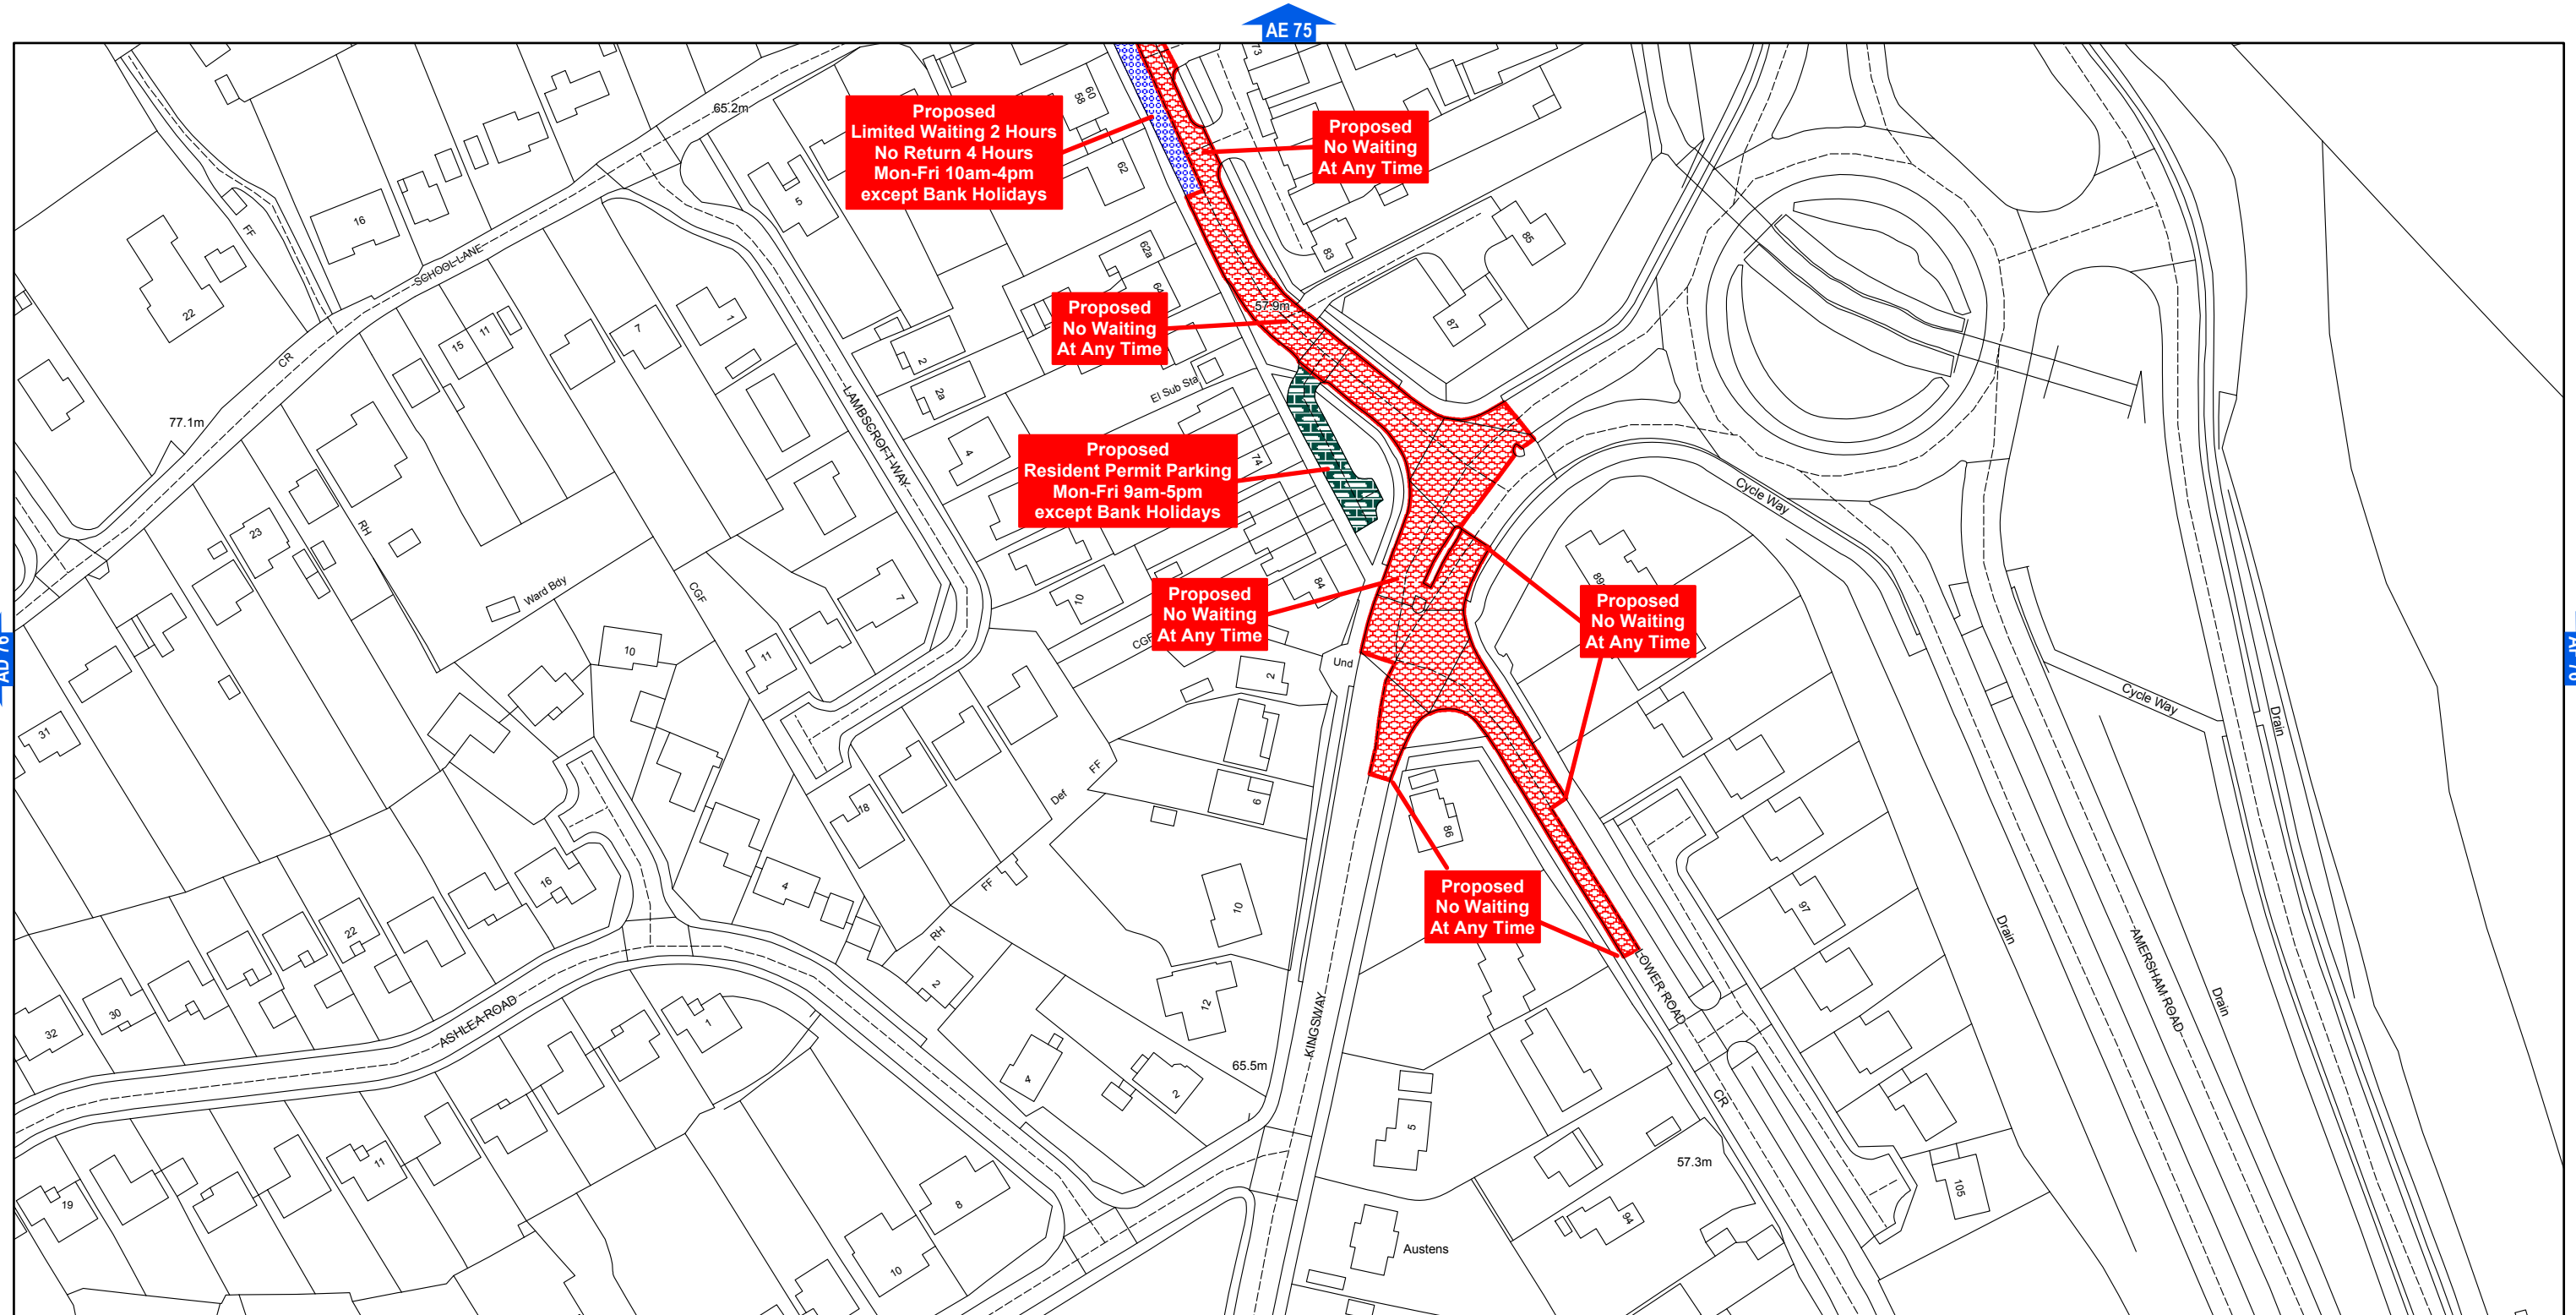 AE 75
73
65.2m
60
58
Proposed
Limited Waiting 2 Hours
No Return 4 Hours
Mon-Fri 10am-4pm
except Bank Holidays
Proposed
No Waiting
At Any Time
62
5
16
FF
22
SCHOOL LANE
62a
64
83
85
57.9m
87
Proposed
No Waiting
At Any Time
1
7
11
15
CR
2
2a
El Sub Sta
LAMBSCROFT WAY
77.1m
4
74
Proposed
Resident Permit Parking
Mon-Fri 9am-5pm
except Bank Holidays
Cycle Way
23
RH
Ward Bdy
CGF
7
10
84
89
Proposed
No Waiting
At Any Time
Proposed
No Waiting
At Any Time
AD 76
10
11
CGF
Und
2
Cycle Way
Drain
31
FF
Def
6
18
86
4
16
FF
Proposed
No Waiting
At Any Time
97
10
22
RH
Drain
AMERSHAM ROAD
LOWER ROAD
2
30
32
ASHLEA ROAD
1
12
KINGSWAY
Drain
65.5m
4
2
CR
5
11
57.3m
19
8
105
94
Austens
10